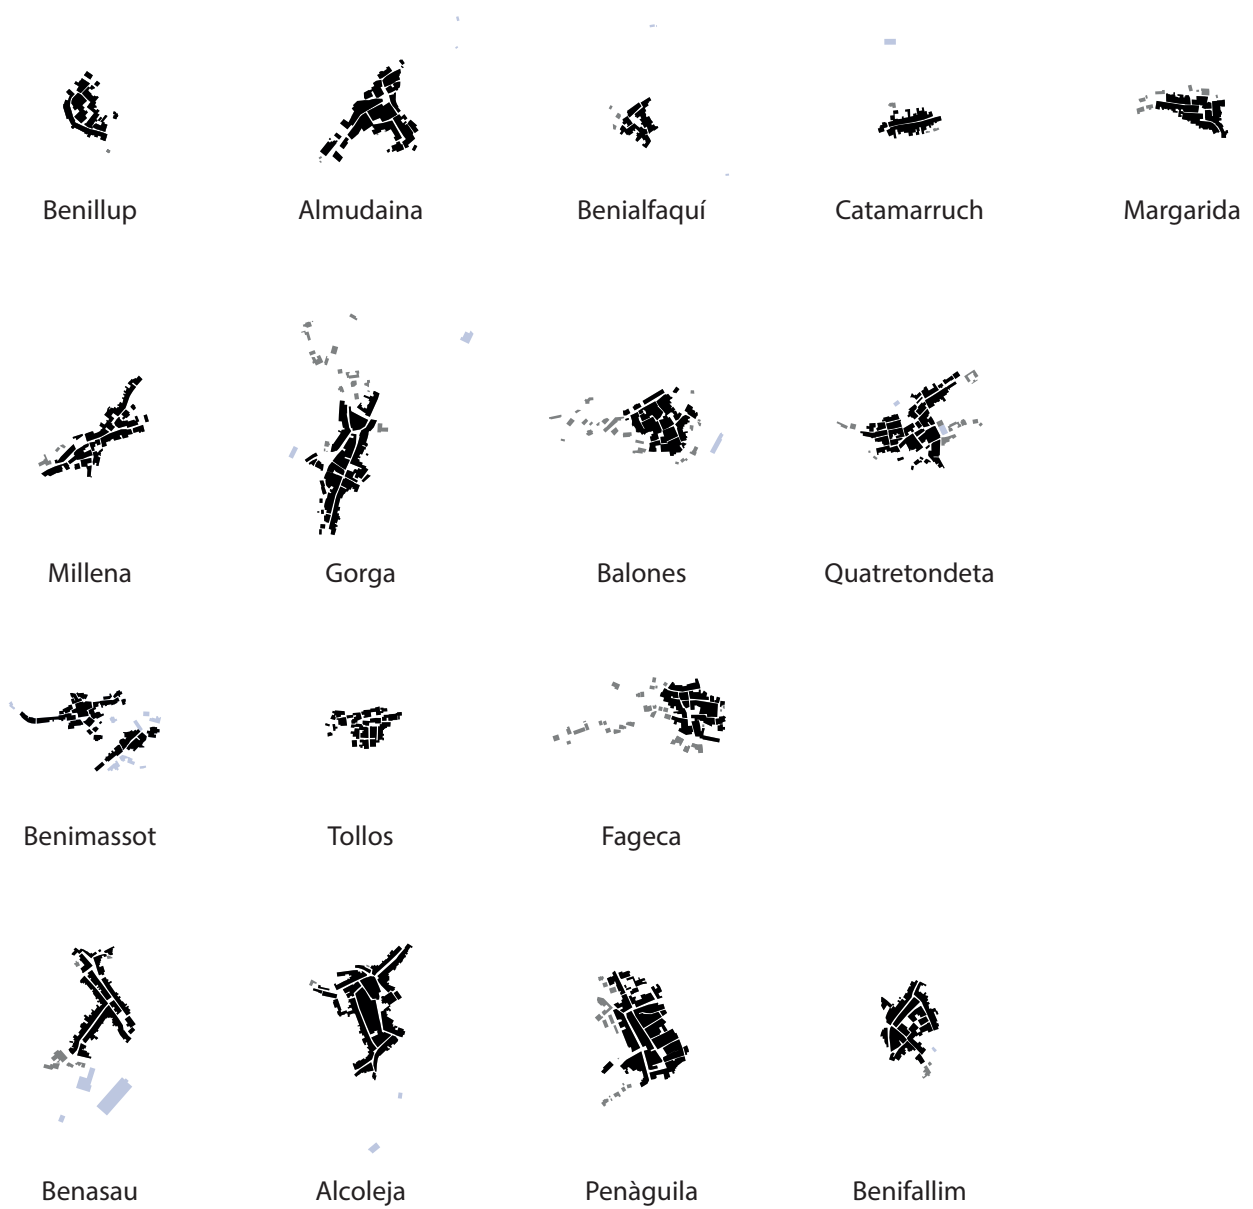 Benillup Almudaina Benialfaquí Catamarruch Margarida
Millena Gorga Balones Quatretondeta
Benimassot Tollos Fageca
Benasau Alcoleja Penàguila Benifallim